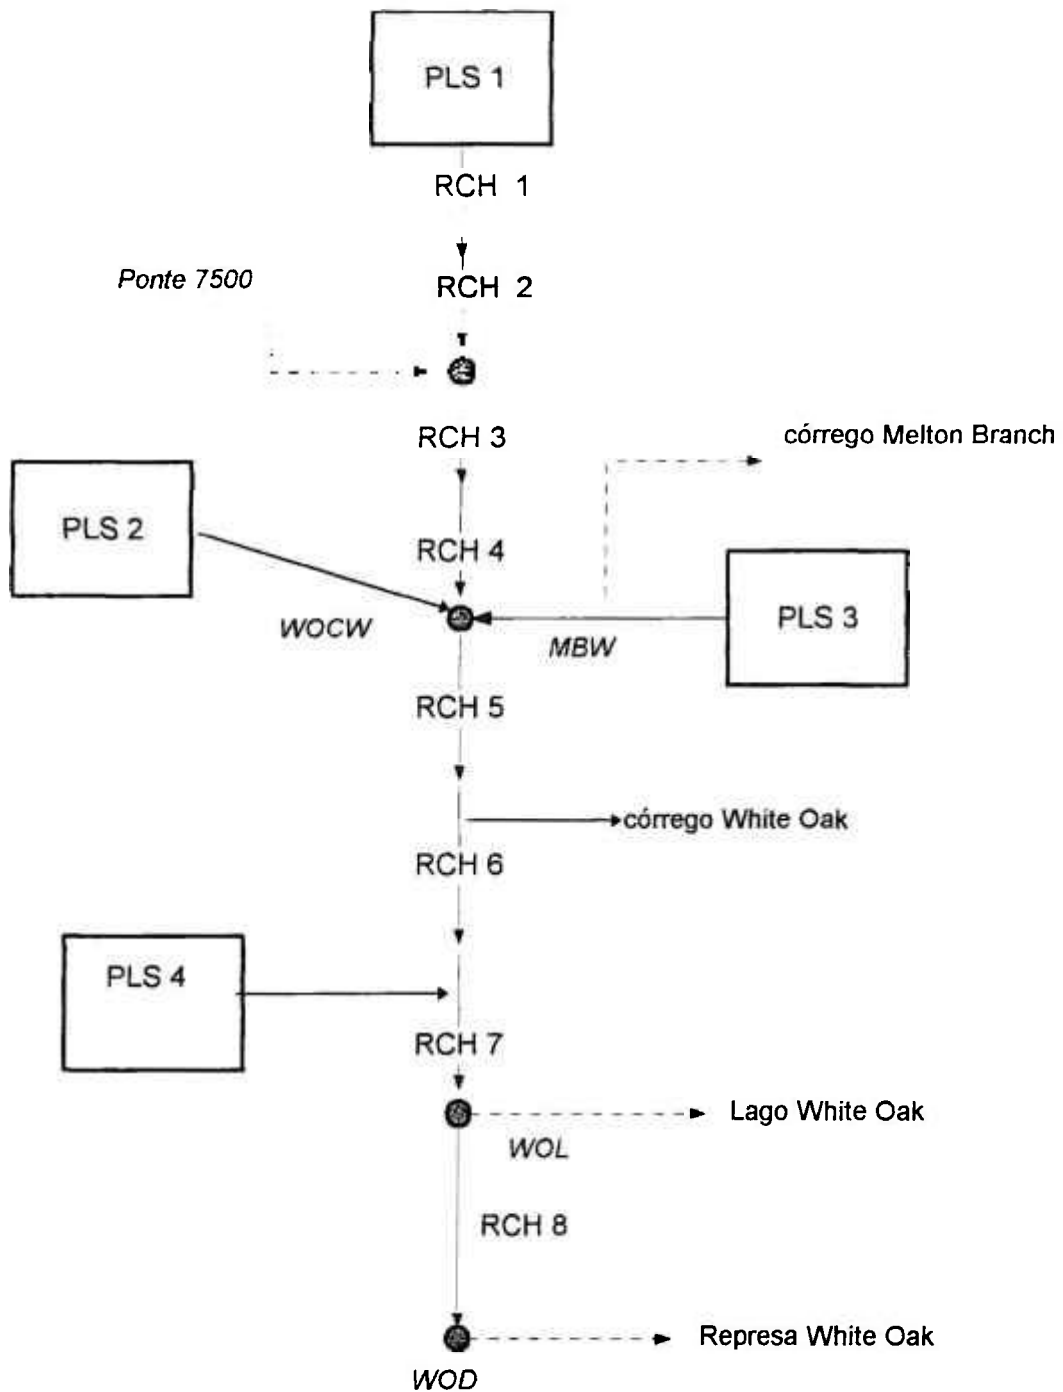 PLS 1
RCH 1
Ponte 7500
RCH 2
RCH 3
córrego Melton Branch
PLS 2
RCH 4
PLS 3
WOCW
MBW
RCH 5
córrego White Oak
RCH 6
PLS 4
RCH 7
Lago White Oak
WOL
RCH 8
Represa White Oak
WOD